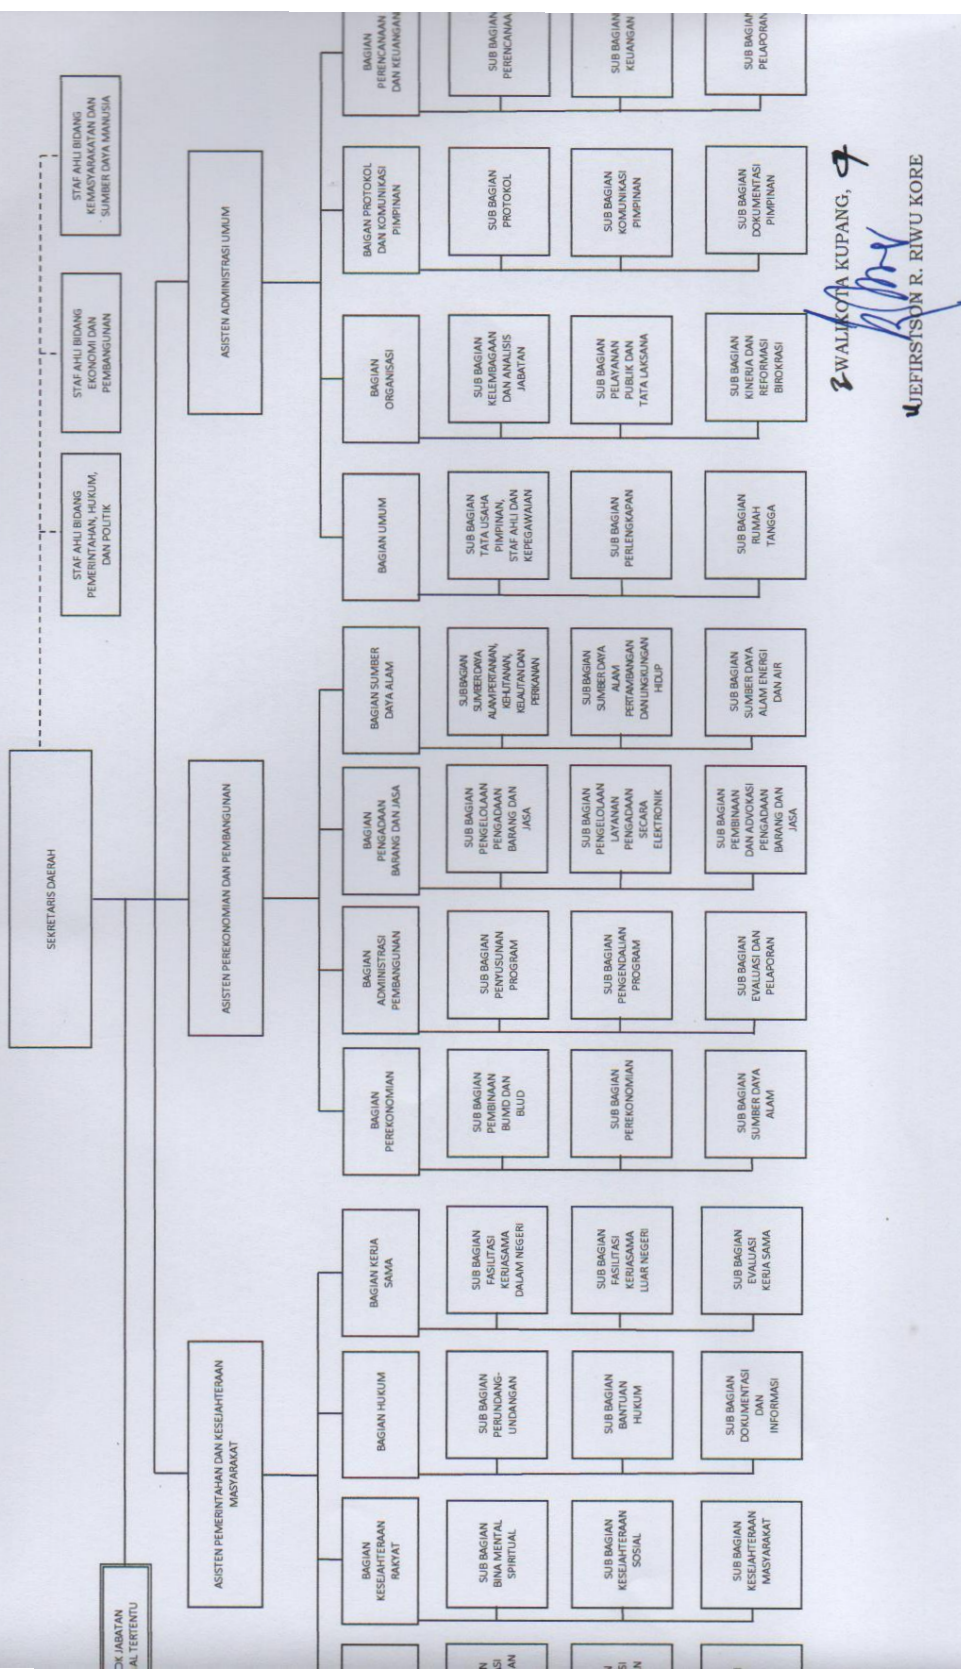 SEKRETARIS DAERAH
STAF AHLI BIDANG
PEMERINTAHAN, HUKUM,
DAN POLITIK
STAF AHLI BIDANG
EKONOMI DAN
PEMBANGUNAN
STAF AHLI BIDANG
KEMASYARAKATAN DAN
SUMBER DAYA MANUSIA
OK JABATAN
AL TERTENTU
ASISTEN PEMERINTAHAN DAN KESEJAHTERAAN
MASYARAKAT
ASISTEN PEREKONOMIAN DAN PEMBANGUNAN
ASISTEN ADMINISTRASI UMUM
BAGIAN
KESEJAHTERAAN
RAKYAT
BAGIAN HUKUM
BAGIAN KERJA
SAMA
BAGIAN
PEREKONOMIAN
BAGIAN
ADMINISTRASI
PEMBANGUNAN
BAGIAN
PENGADAAN
BARANG DAN JASA
BAGIAN SUMBER
DAYA ALAM
BAGIAN UMUM
BAGIAN
ORGANISASI
BAIGAN PROTOKOL
DAN KOMUNIKASI
PIMPINAN
BAGIAN
PERENCANAAN
DAN KEUANGAN
SUB BAGIAN
BINA MENTAL
SPIRITUAL
SUB BAGIAN
PERUNDANG-
UNDANGAN
SUB BAGIAN
FASILITASI
KERJASAMA
DALAM NEGERI
SUB BAGIAN
PEMBINAAN
BUMD DAN
BLUD
SUB BAGIAN
PENYUSUNAN
PROGRAM
SUB BAGIAN
PENGELOLAAN
PENGADAAN
BARANG DAN
JASA
SUB BAGIAN
SUMBER DAYA
ALAM PERTANIAN,
KEHUTANAN,
KELAUTAN DAN
PERIKANAN
SUB BAGIAN
TATA USAHA
PIMPINAN,
STAF AHLI DAN
KEPEGAWAIAN
SUB BAGIAN
KELEMBAGAAN
DAN ANALISIS
JABATAN
SUB BAGIAN
PROTOKOL
SUB BAGIAN
PERENCANAA
SUB BAGIAN
KESEJAHTERAAN
SOSIAL
SUB BAGIAN
BANTUAN
HUKUM
SUB BAGIAN
FASILITASI
KERJASAMA
LUAR NEGERI
SUB BAGIAN
PEREKONOMIAN
SUB BAGIAN
PENGENDALIAN
PROGRAM
SUB BAGIAN
PENGELOLAAN
LAYANAN
PENGADAAN
SECARA
ELEKTRONIK
SUB BAGIAN
SUMBER DAYA
ALAM
PERTAMBANGAN
DAN LINGKUNGAN
HIDUP
SUB BAGIAN
PERLENGKAPAN
SUB BAGIAN
PELAYANAN
PUBLIK DAN
TATA LAKSANA
SUB BAGIAN
KOMUNIKASI
PIMPINAN
SUB BAGIAN
KEUANGAN
SUB BAGIAN
KESEJAHTERAAN
MASYARAKAT
SUB BAGIAN
DOKUMENTASI
DAN
INFORMASI
SUB BAGIAN
EVALUASI
KERJA SAMA
SUB BAGIAN
SUMBER DAYA
ALAM
SUB BAGIAN
EVALUASI DAN
PELAPORAN
SUB BAGIAN
PEMBINAAN
DAN ADVOKASI
PENGADAAN
BARANG DAN
JASA
SUB BAGIAN
SUMBER DAYA
ALAM ENERGI
DAN AIR
SUB BAGIAN
RUMAH
TANGGA
SUB BAGIAN
KINERJA DAN
REFORMASI
BIROKRASI
SUB BAGIAN
DOKUMENTASI
PIMPINAN
SUB BAGIAN
PELAPORAN
WALIKOTA KUPANG,
JEFIRSTSON R. RIWU KORE